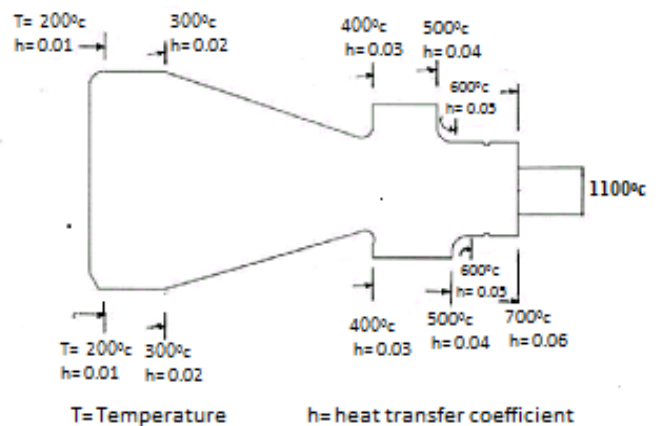 T= 200ºc
h= 0.01
300ºc
h= 0.02
400ºc
h= 0.03
500ºc
h= 0.04
600ºc
h= 0.05
1100ºc
600ºc
h= 0.05
400ºc
h= 0.03
500ºc
h= 0.04
700ºc
h= 0.06
T= 200ºc
h= 0.01
300ºc
h= 0.02
T= Temperature
h= heat transfer coefficient